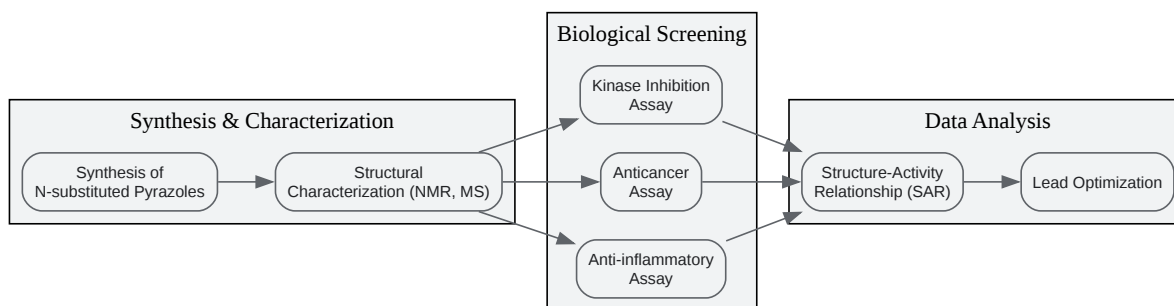 Synthesis & Characterization
Synthesis of
N-substituted Pyrazoles
Structural
Characterization (NMR, MS)
Biological Screening
Kinase Inhibition
Assay
Anticancer
Assay
Anti-inflammatory
Assay
Data Analysis
Structure-Activity
Relationship (SAR)
Lead Optimization